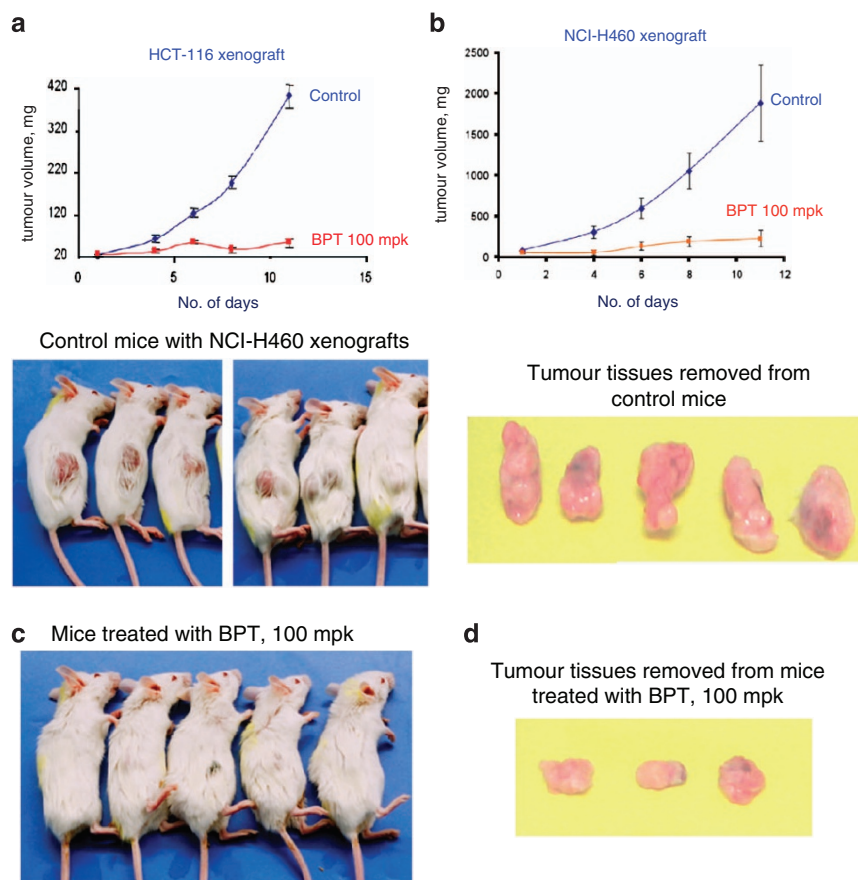 a
HCT-116 xenograft
tumour volume, mg
420
320
220
120
20
Control
BPT 100 mpk
0
5
10
15
No. of days
b
NCI-H460 xenograft
tumour volume, mg
2500
2000
1500
1000
500
0
Control
BPT 100 mpk
0
2
4
6
8
10
12
No. of days
Control mice with NCI-H460 xenografts
Tumour tissues removed from
control mice
c
Mice treated with BPT, 100 mpk
d
Tumour tissues removed from mice
treated with BPT, 100 mpk